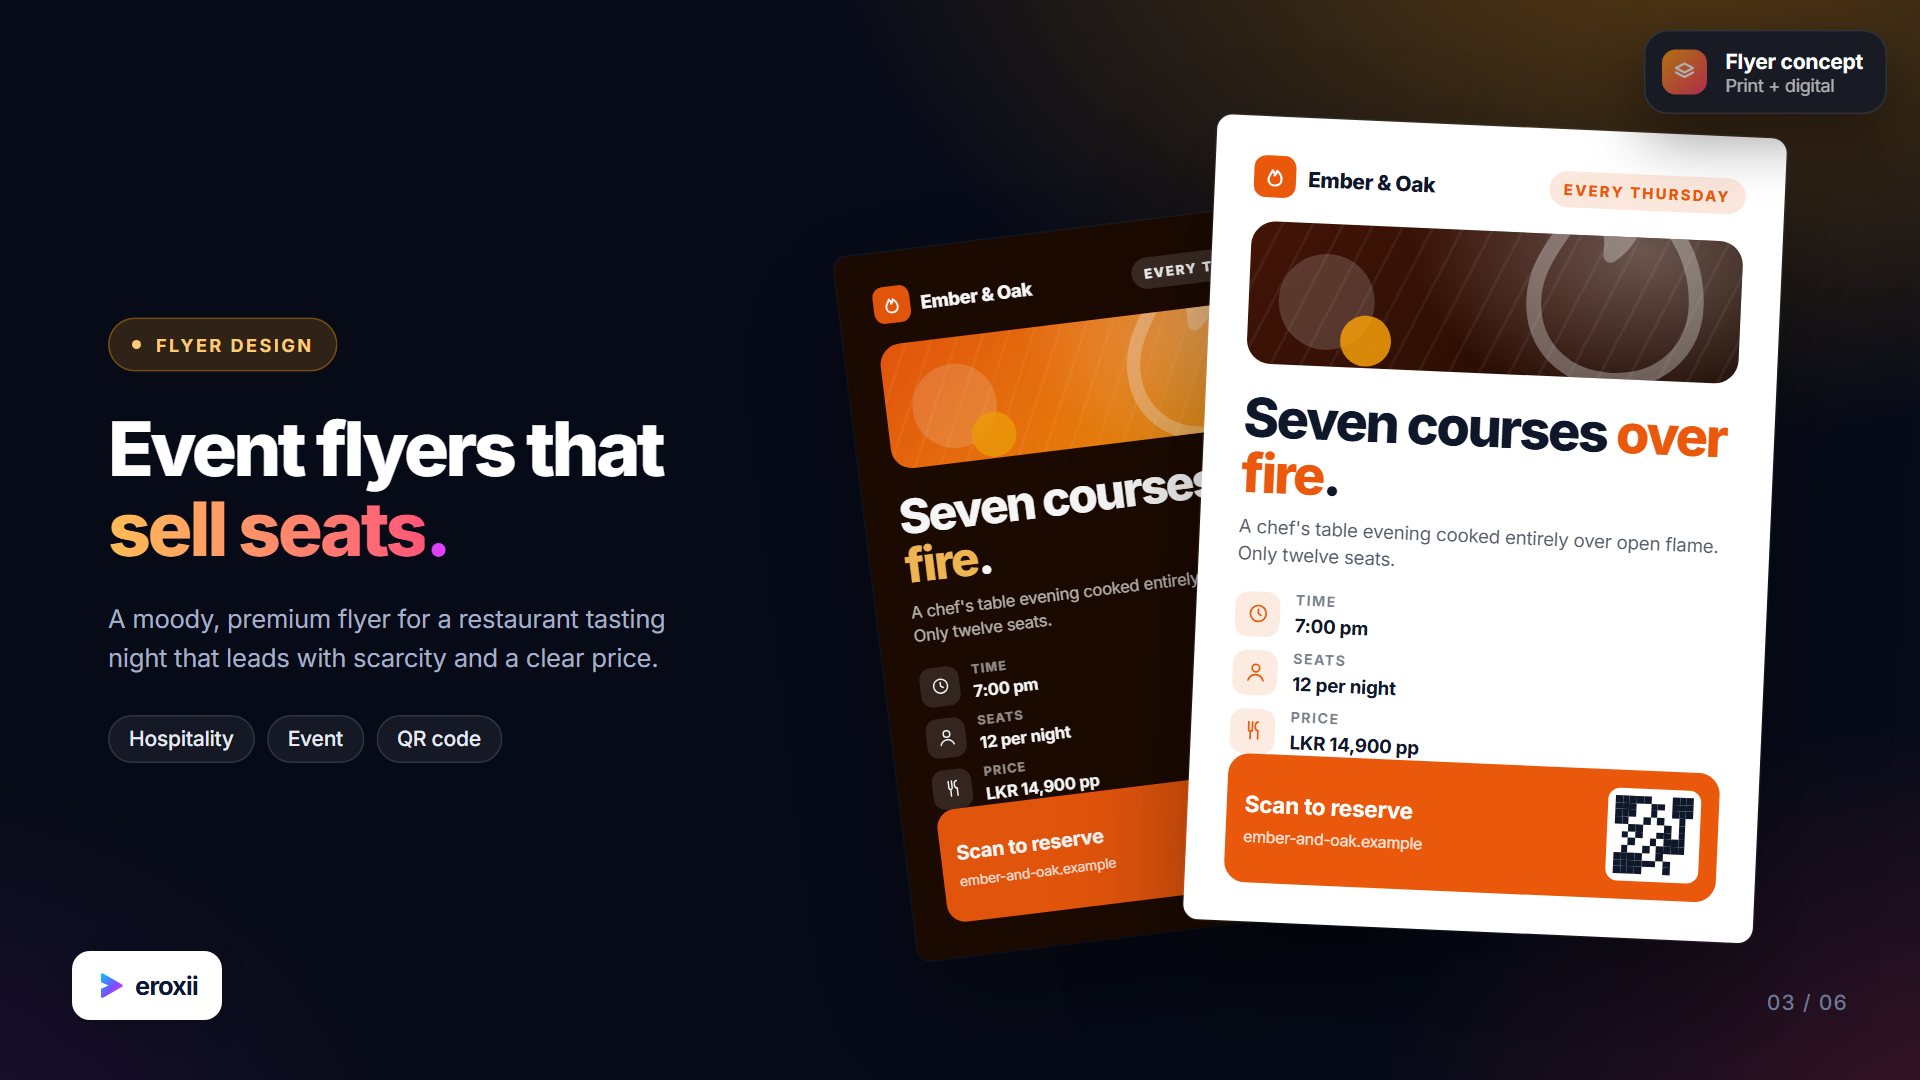 Flyer concept
Print + digital
FLYER DESIGN
Event flyers that
sell seats.
A moody, premium flyer for a restaurant tasting
night that leads with scarcity and a clear price.
Hospitality
Event
QR code
Ember & Oak
EVERY
Seven courses
fire.
A chef's table evening cooked entirely
Only twelve seats.
TIME
7:00 pm
SEATS
12 per night
PRICE
LKR 14,900 pp
Scan to reserve
ember-and-oak.example
Ember & Oak
EVERY THURSDAY
Seven courses over
fire.
A chef's table evening cooked entirely over open flame.
Only twelve seats.
TIME
7:00 pm
SEATS
12 per night
PRICE
LKR 14,900 pp
Scan to reserve
ember-and-oak.example
eroxii
03 / 06